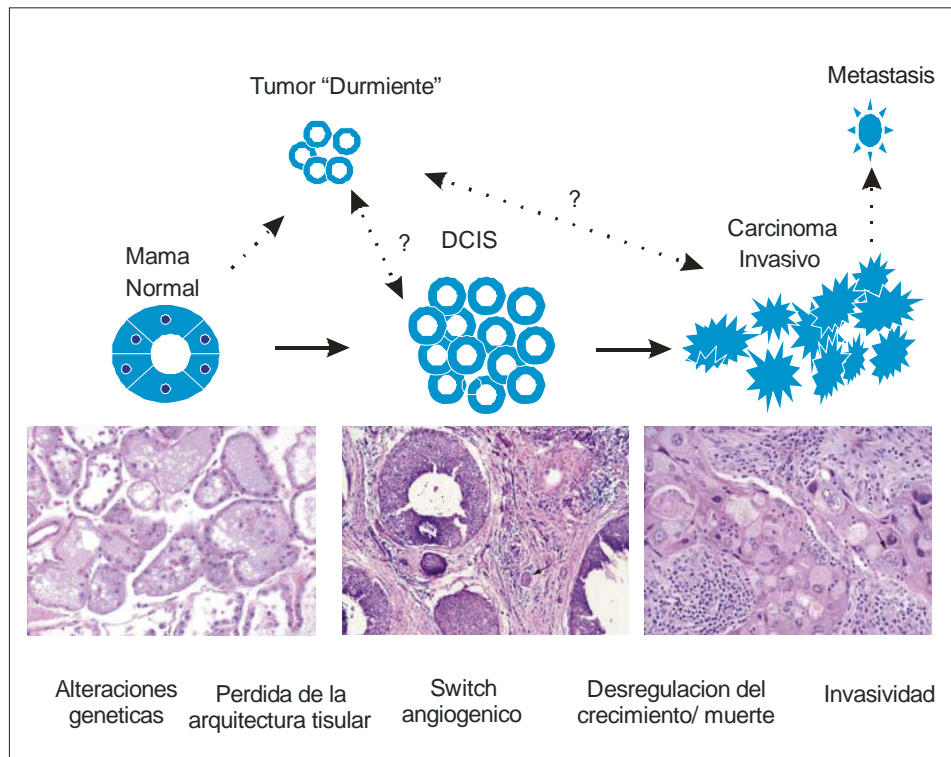 Tumor “Durmiente”
Metastasis
?
?
DCIS
Carcinoma
Invasivo
Mama
Normal
Alteraciones
geneticas
Perdida de la
arquitectura tisular
Switch
angiogenico
Desregulacion del
crecimiento/ muerte
Invasividad